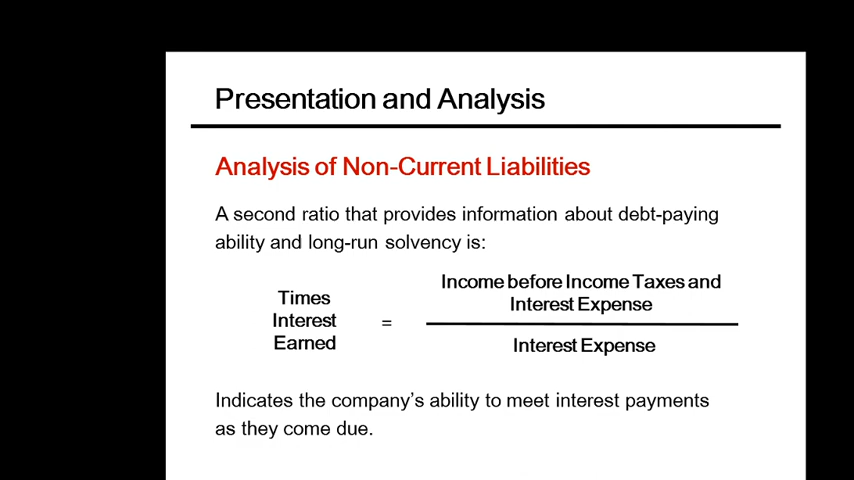 Presentation and Analysis
Analysis of Non-Current Liabilities
A second ratio that provides information about debt-paying
ability and long-run solvency is:
Times
Interest
Earned
=
Income before Income Taxes and
Interest Expense
Interest Expense
Indicates the company's ability to meet interest payments
as they come due.